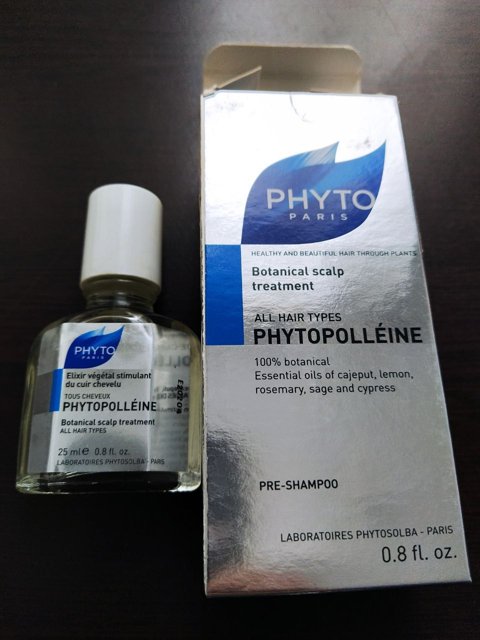 PHYTO
PARIS
HEALTHY AND BEAUTIFUL HAIR THROUGH PLANTS
Botanical scalp
treatment
ALL HAIR TYPES
PHYTOPOLLÉINE
100% botanical
Essential oils of cajeput, lemon,
rosemary, sage and cypress
PRE-SHAMPOO
LABORATOIRES PHYTOSOLBA - PARIS
0.8 fl. oz.
PHYTO
PARIS
Elixir végétal stimulant
du cuir chevelu
TOUS CHEVEUX
PHYTOPOLLÉINE
Botanical scalp treatment
ALL HAIR TYPES
25 ml e 0.8 fl. oz.
LABORATOIRES PHYTOSOLBA - PARIS